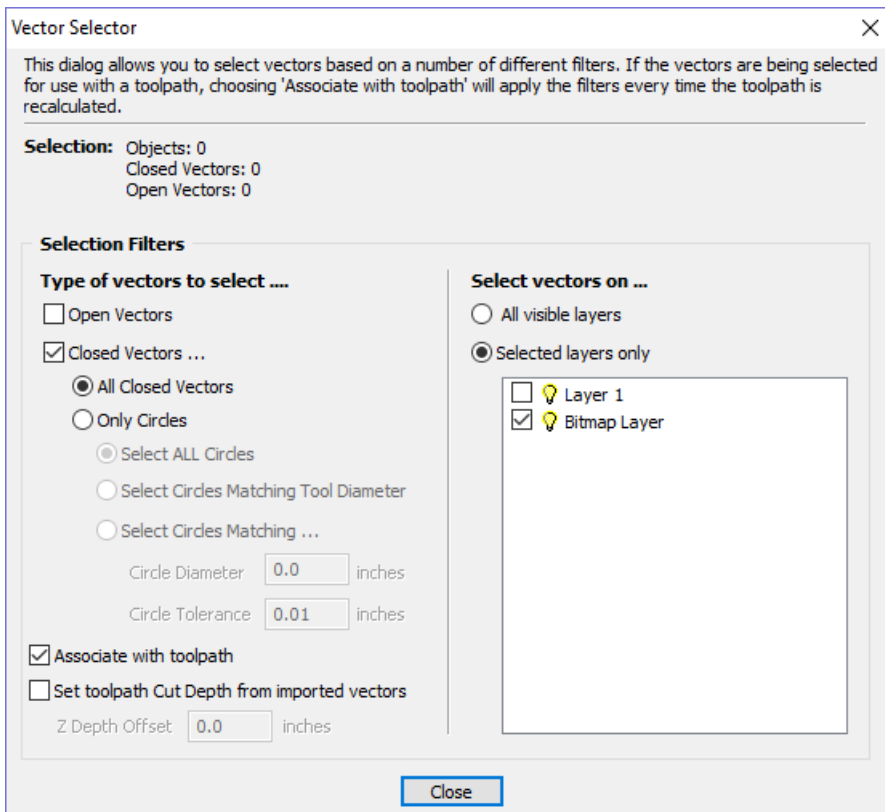 Vector Selector
This dialog allows you to select vectors based on a number of different filters. If the vectors are being selected
for use with a toolpath, choosing 'Associate with toolpath' will apply the filters every time the toolpath is
recalculated.
Selection: Objects: 0
Closed Vectors: 0
Open Vectors: 0
Selection Filters
Type of vectors to select ....
Open Vectors
Closed Vectors ...
All Closed Vectors
Only Circles
Select ALL Circles
Select Circles Matching Tool Diameter
Select Circles Matching ...
Circle Diameter 0.0 inches
Circle Tolerance 0.01 inches
Associate with toolpath
Set toolpath Cut Depth from imported vectors
Z Depth Offset 0.0 inches
Select vectors on ...
All visible layers
Selected layers only
Layer 1
Bitmap Layer
Close